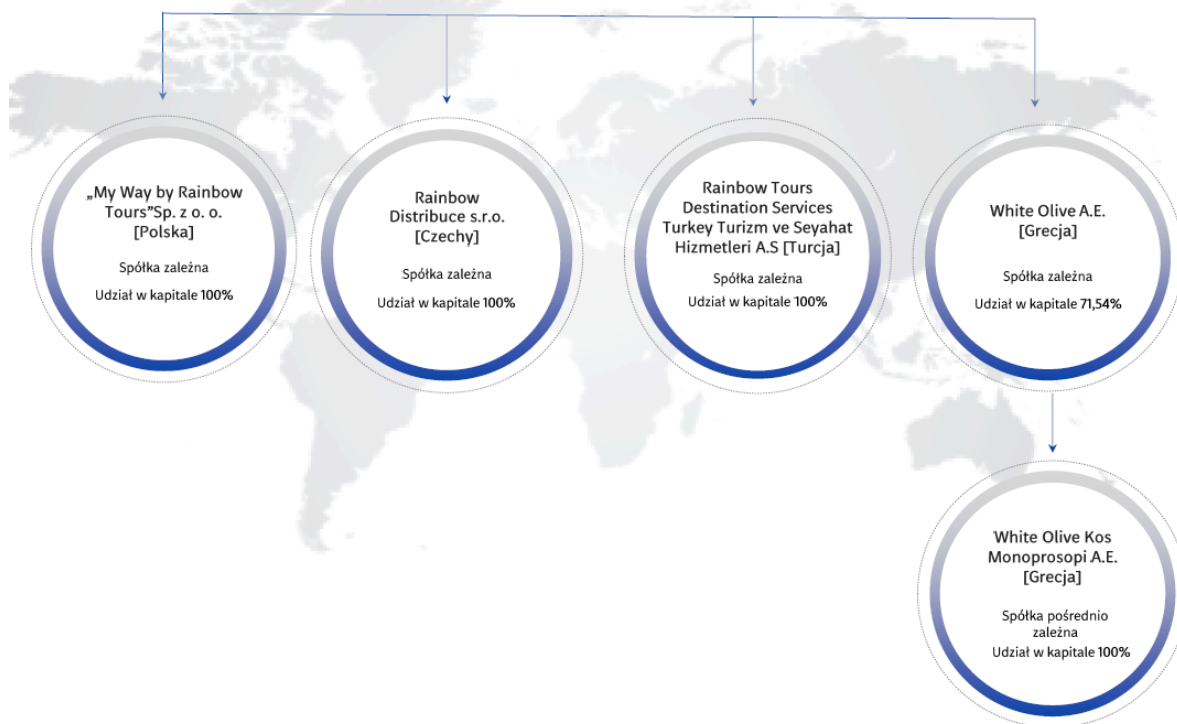 „My Way by Rainbow
Tours”Sp. z o. o.
[Polska]
Spółka zależna
Udział w kapitale 100%
Rainbow
Distribuce s.r.o.
[Czechy]
Spółka zależna
Udział w kapitale 100%
Rainbow Tours
Destination Services
Turkey Turizm ve Seyahat
Hizmetleri A.S [Turcja]
Spółka zależna
Udział w kapitale 100%
White Olive A.E.
[Grecja]
Spółka zależna
Udział w kapitale 71,54%
White Olive Kos
Monoprosopi A.E.
[Grecja]
Spółka pośrednio
zależna
Udział w kapitale 100%